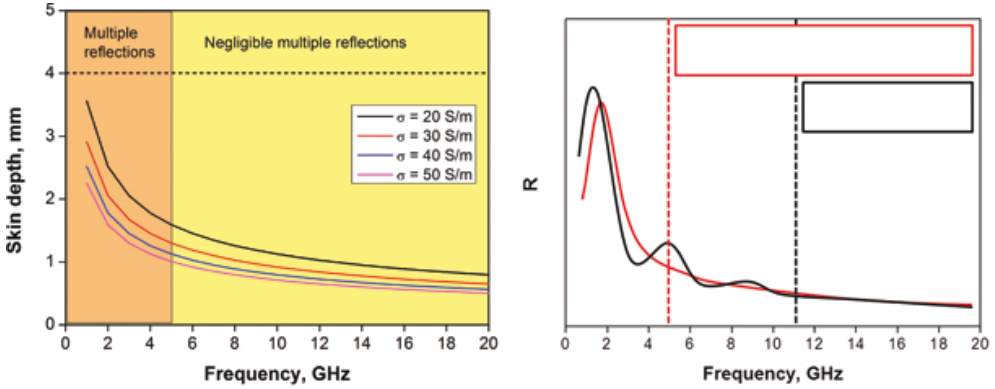 5
4
3
2
1
0
Skin depth, mm
Multiple
reflections
Negligible multiple reflections
σ = 20 S/m
σ = 30 S/m
σ = 40 S/m
σ = 50 S/m
0 2 4 6 8 10 12 14 16 18 20
Frequency, GHz
R
0 2 4 6 8 10 12 14 16 18 20
Frequency, GHz